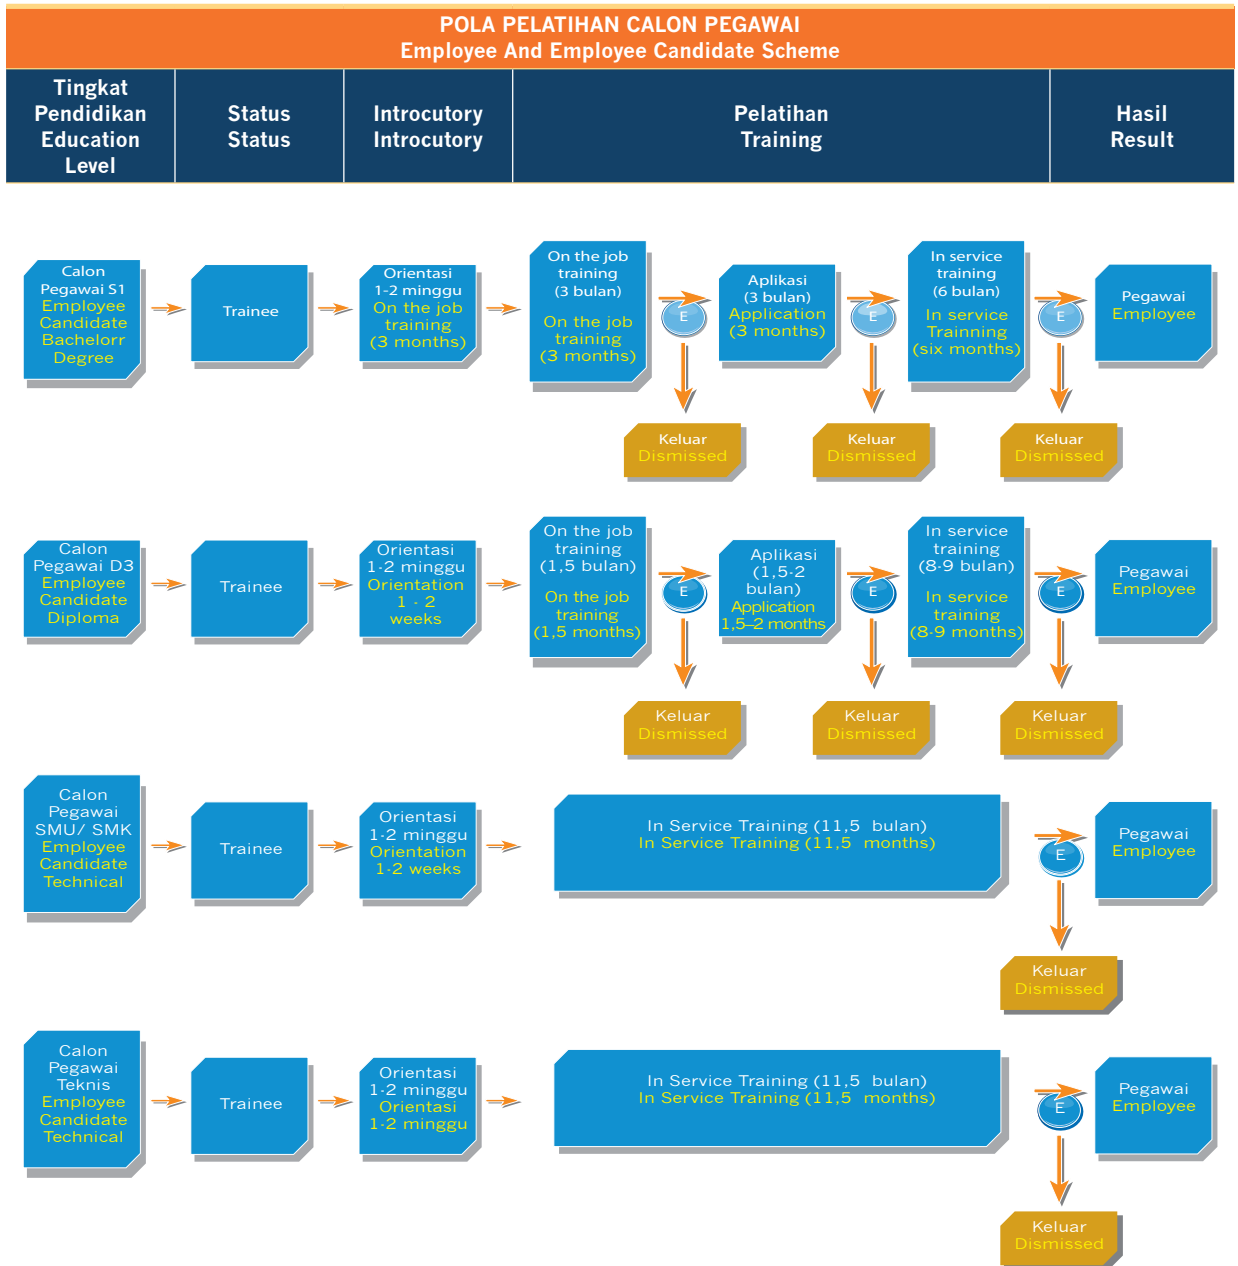 POLA PELATIHAN CALON PEGAWAI
Employee And Employee Candidate Scheme
Tingkat
Pendidikan
Education
Level
Status
Status
Introcutory
Introcutory
Pelatihan
Training
Hasil
Result
Calon
Pegawai S1
Employee
Candidate
Bachelorr
Degree
Trainee
Orientasi
1-2 minggu
On the job
training
(3 months)
On the job
training
(3 bulan)
On the job
training
(3 months)
E
Aplikasi
(3 bulan)
Application
(3 months)
E
In service
training
(6 bulan)
In service
Trainning
(six months)
E
Pegawai
Employee
Keluar
Dismissed
Keluar
Dismissed
Keluar
Dismissed
Calon
Pegawai D3
Employee
Candidate
Diploma
Trainee
Orientasi
1-2 minggu
Orientation
1 - 2
weeks
On the job
training
(1,5 bulan)
On the job
training
(1,5 months)
E
Aplikasi
(1,5-2
bulan)
Application
1,5–2 months
E
In service
training
(8-9 bulan)
In service
training
(8-9 months)
E
Pegawai
Employee
Keluar
Dismissed
Keluar
Dismissed
Keluar
Dismissed
Calon
Pegawai
SMU/ SMK
Employee
Candidate
Technical
Trainee
Orientasi
1-2 minggu
Orientation
1-2 weeks
In Service Training (11,5 bulan)
In Service Training (11,5 months)
E
Pegawai
Employee
Keluar
Dismissed
Calon
Pegawai
Teknis
Employee
Candidate
Technical
Trainee
Orientasi
1-2 minggu
Orientasi
1-2 minggu
In Service Training (11,5 bulan)
In Service Training (11,5 months)
E
Pegawai
Employee
Keluar
Dismissed